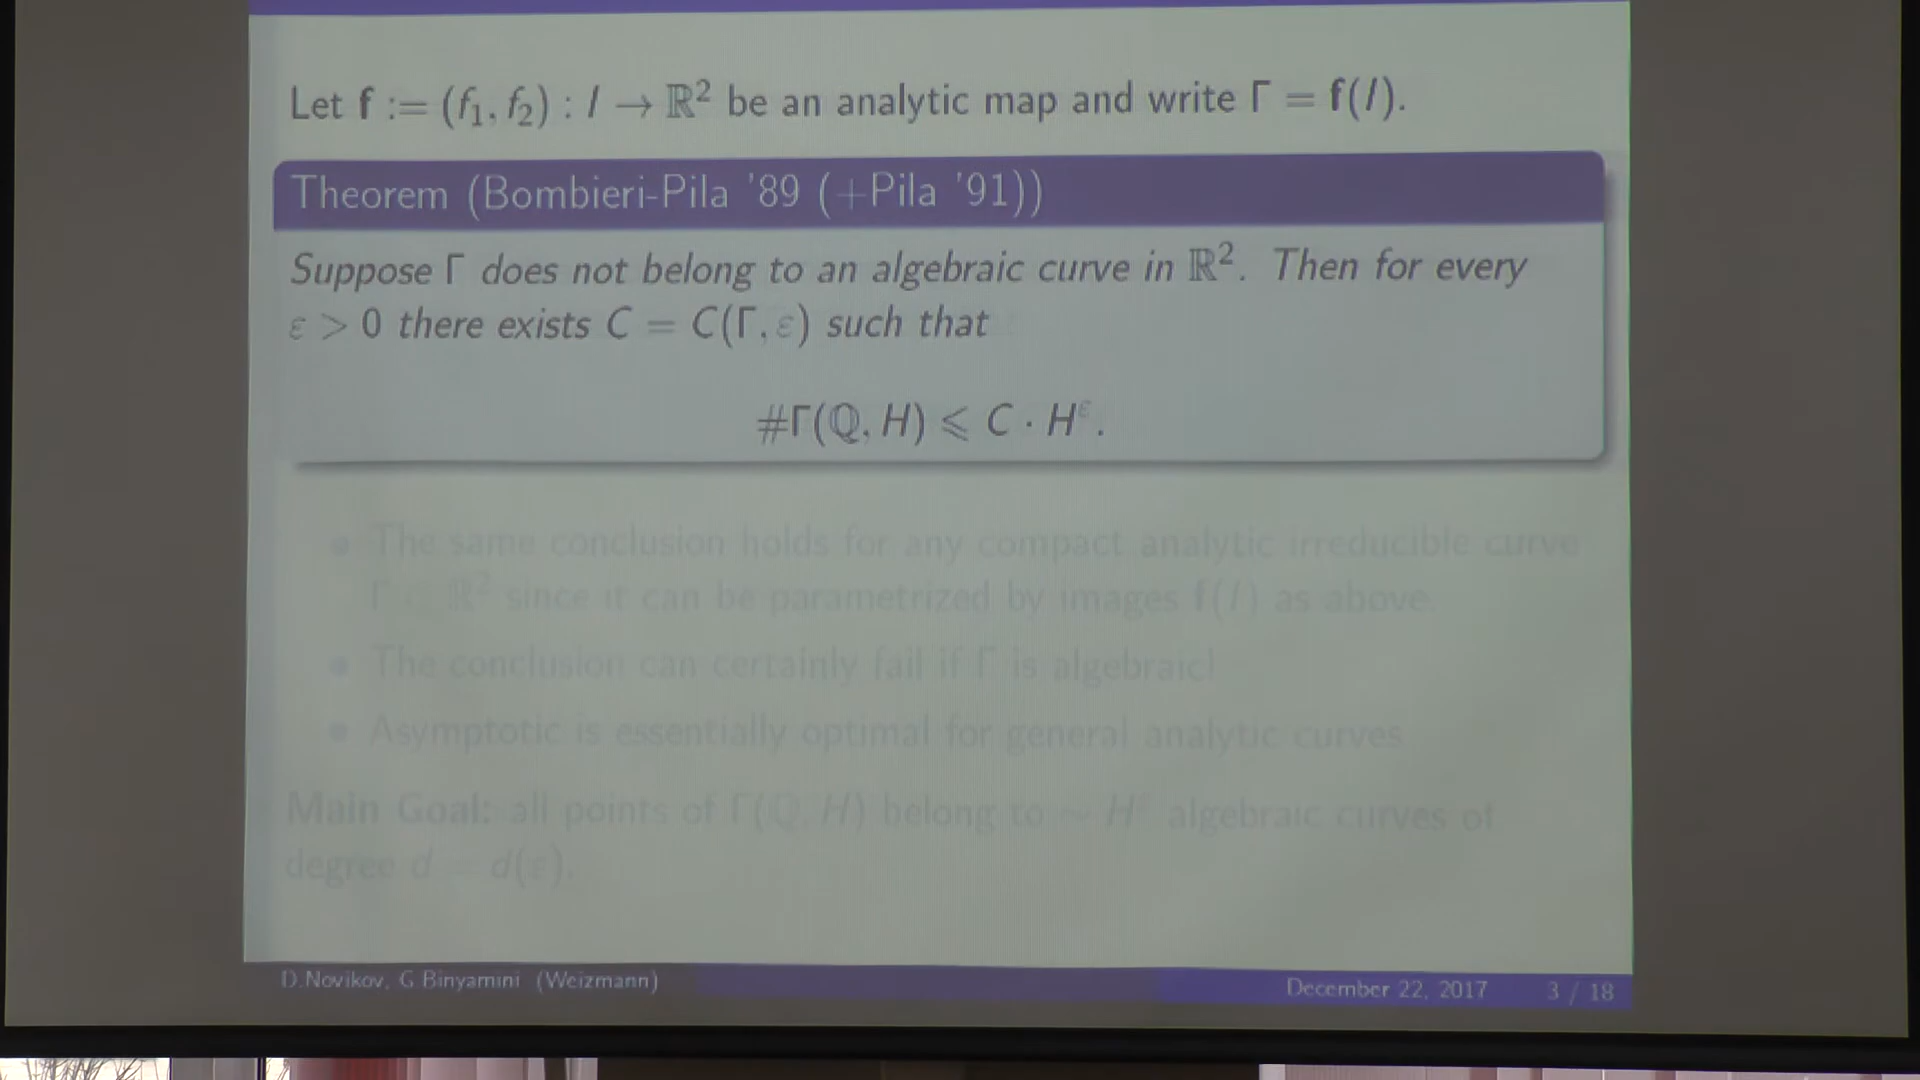 Let f := (f₁, f₂) : I → ℝ² be an analytic map and write Γ = f(I).
Theorem (Bombieri-Pila '89 (+Pila '91))
Suppose Γ does not belong to an algebraic curve in ℝ². Then for every
ε > 0 there exists C = C(Γ, ε) such that
#Γ(ℚ, H) ⩽ C · H^ε.
• The same conclusion holds for any compact analytic irreducible curve
Γ ℝ² since it can be parametrized by images f(I) as above.
• The conclusion can certainly fail if Γ is algebraic!
• Asymptotic is essentially optimal for general analytic curves
Main Goal: all points of Γ(ℚ, H) belong to ∼ H^ε algebraic curves of
degree d = d(ε).
D.Novikov, G.Binyamini (Weizmann)
December 22, 2017
3 / 18